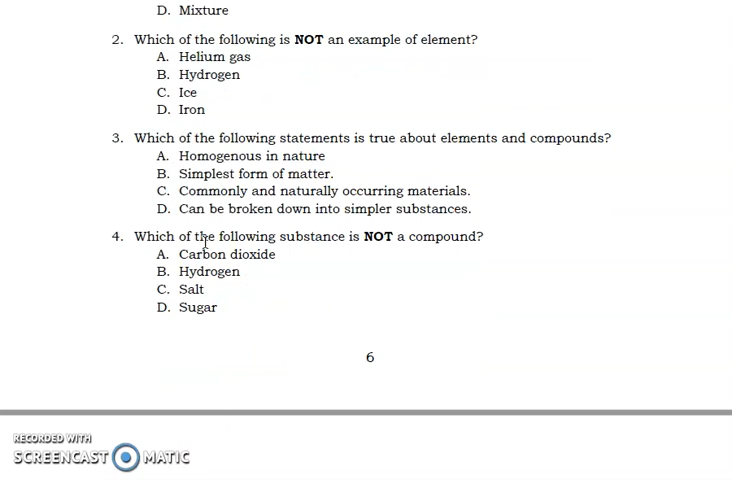 D. Mixture
2. Which of the following is NOT an example of element?
A. Helium gas
B. Hydrogen
C. Ice
D. Iron
3. Which of the following statements is true about elements and compounds?
A. Homogenous in nature
B. Simplest form of matter.
C. Commonly and naturally occurring materials.
D. Can be broken down into simpler substances.
4. Which of the following substance is NOT a compound?
A. Carbon dioxide
B. Hydrogen
C. Salt
D. Sugar
6
RECORDED WITH
SCREENCAST MATIC